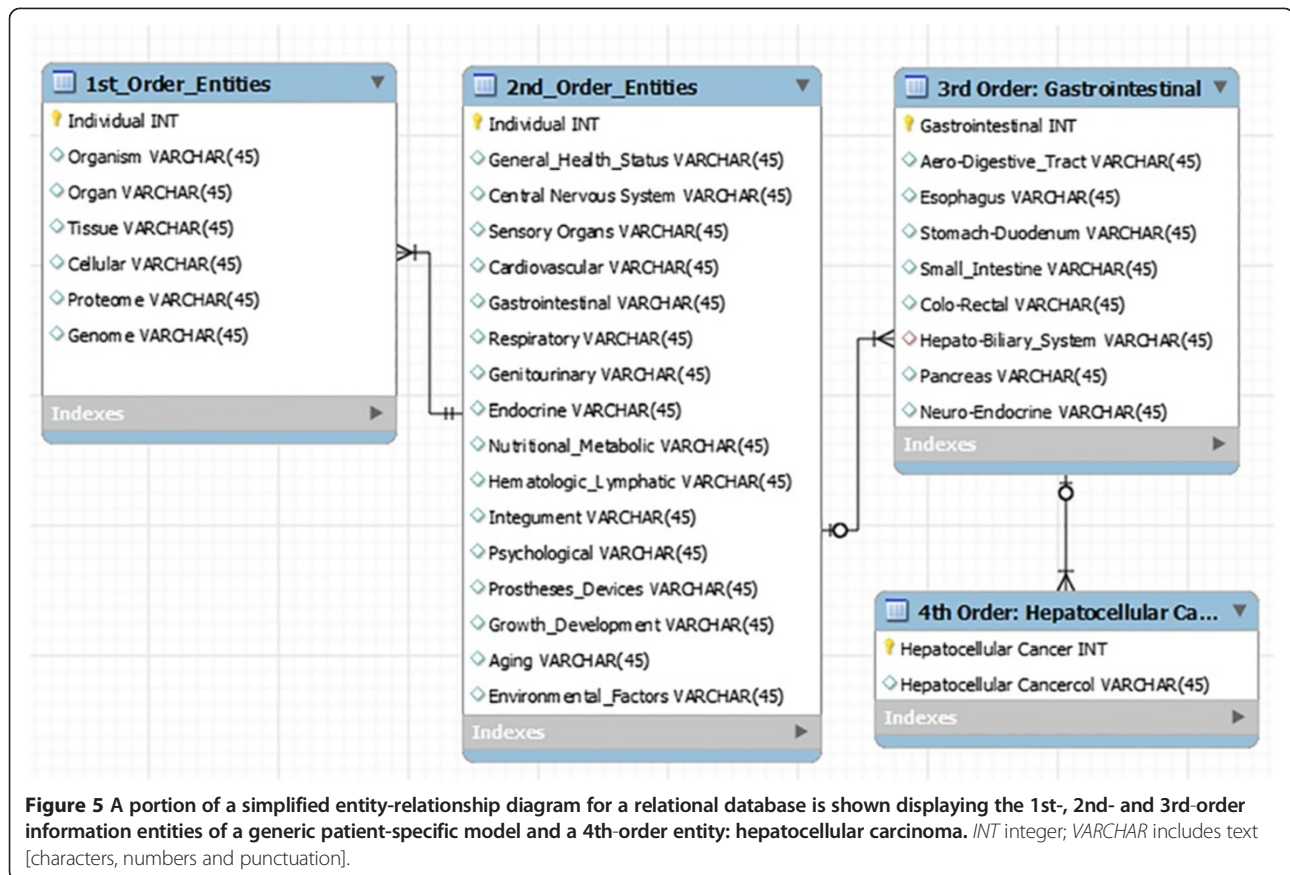 1st_Order_Entities
Individual INT
Organism VARCHAR(45)
Organ VARCHAR(45)
Tissue VARCHAR(45)
Cellular VARCHAR(45)
Proteome VARCHAR(45)
Genome VARCHAR(45)
Indexes
2nd_Order_Entities
Individual INT
General_Health_Status VARCHAR(45)
Central Nervous System VARCHAR(45)
Sensory Organs VARCHAR(45)
Cardiovascular VARCHAR(45)
Gastrointestinal VARCHAR(45)
Respiratory VARCHAR(45)
Genitourinary VARCHAR(45)
Endocrine VARCHAR(45)
Nutritional_Metabolic VARCHAR(45)
Hematologic_Lymphatic VARCHAR(45)
Integument VARCHAR(45)
Psychological VARCHAR(45)
Prostheses_Devices VARCHAR(45)
Growth_Development VARCHAR(45)
Aging VARCHAR(45)
Environmental_Factors VARCHAR(45)
Indexes
3rd Order: Gastrointestinal
Gastrointestinal INT
Aero-Digestive_Tract VARCHAR(45)
Esophagus VARCHAR(45)
Stomach-Duodenum VARCHAR(45)
Small_Intestine VARCHAR(45)
Colo-Rectal VARCHAR(45)
Hepato-Biliary_System VARCHAR(45)
Pancreas VARCHAR(45)
Neuro-Endocrine VARCHAR(45)
Indexes
4th Order: Hepatocellular Ca...
Hepatocellular Cancer INT
Hepatocellular Cancercol VARCHAR(45)
Indexes
Figure 5 A portion of a simplified entity-relationship diagram for a relational database is shown displaying the 1st-, 2nd- and 3rd-order
information entities of a generic patient-specific model and a 4th-order entity: hepatocellular carcinoma. INT integer; VARCHAR includes text
[characters, numbers and punctuation].